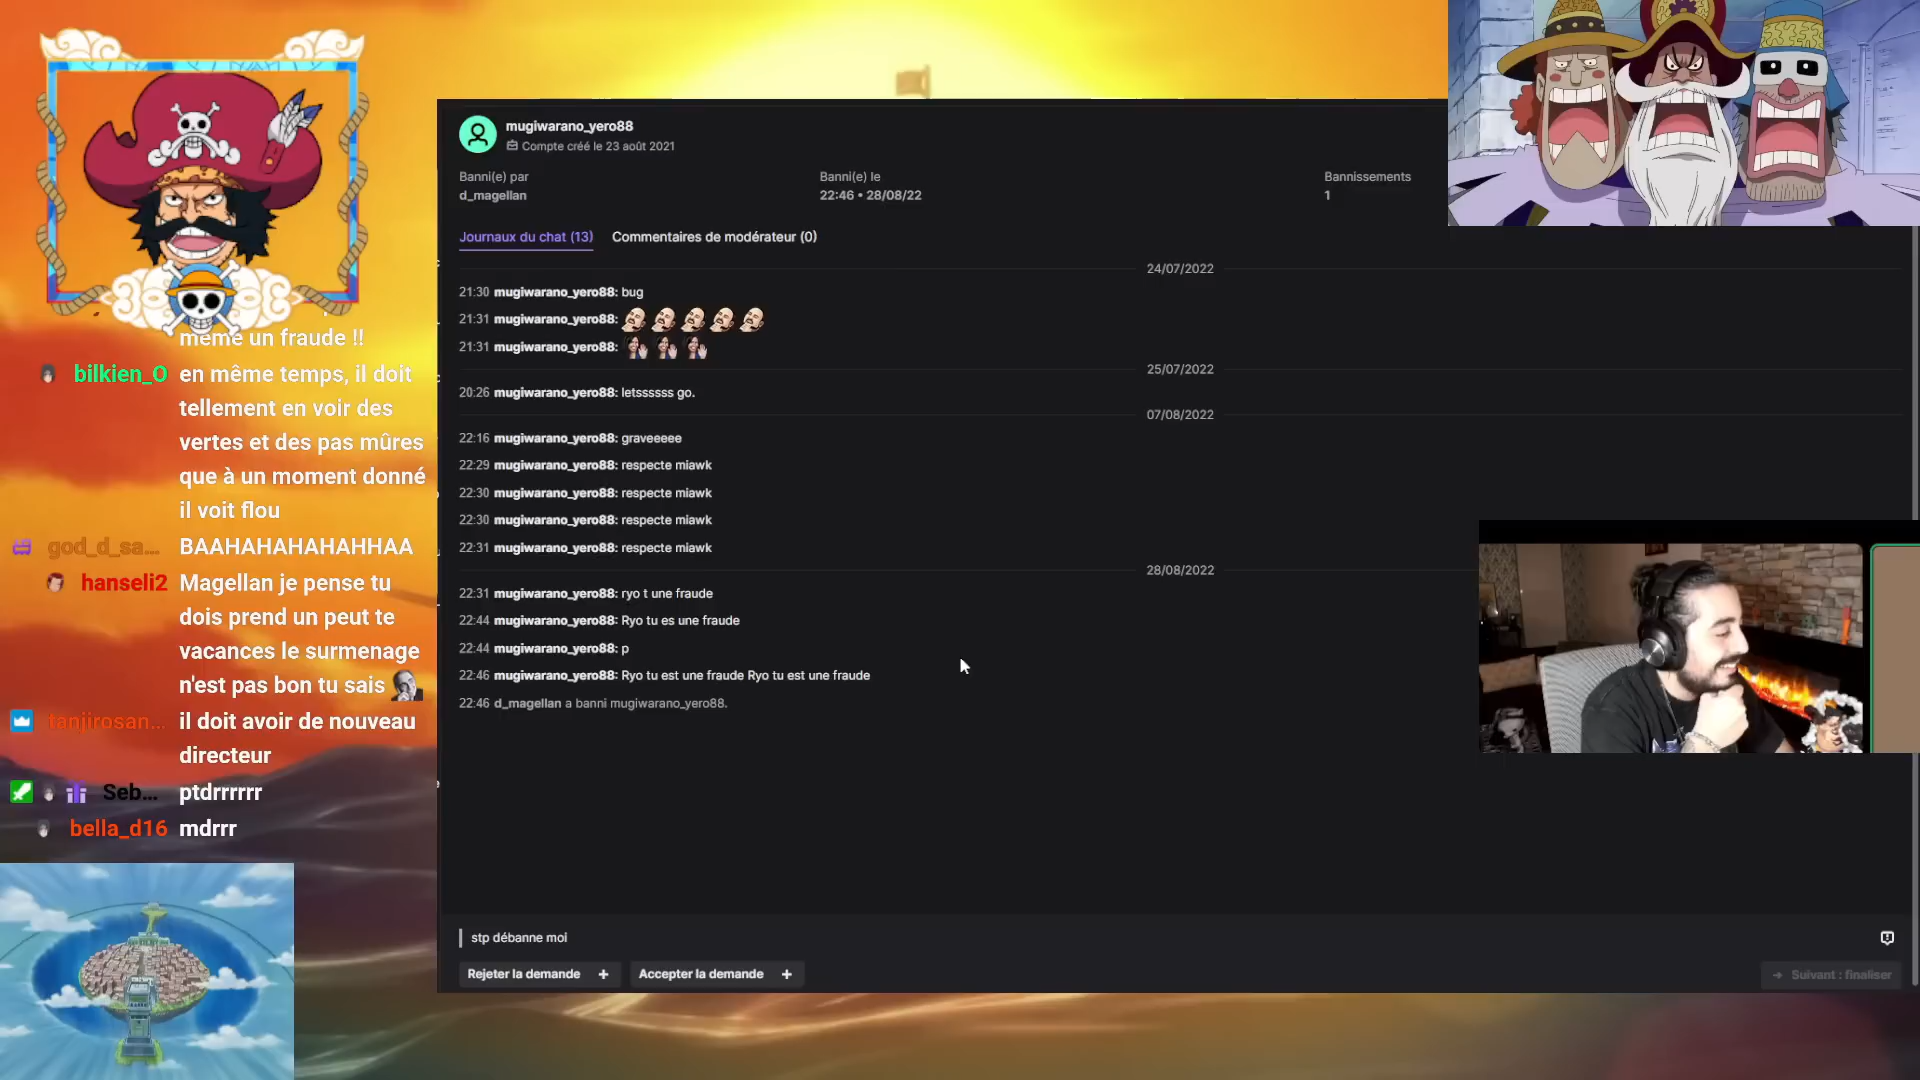 même un fraude !!
bilkien_O en même temps, il doit
tellement en voir des
vertes et des pas mûres
que à un moment donné
il voit flou
god_d_sa... BAAHAHAHAHAHHAA
hanseli2 Magellan je pense tu
dois prend un peut te
vacances le surmenage
n'est pas bon tu sais
tanjirosan... il doit avoir de nouveau
directeur
Seb... ptdrrrrrr
bella_d16 mdrrr
mugiwarano_yero88
Compte créé le 23 août 2021
Banni(e) par
d_magellan
Banni(e) le
22:46 • 28/08/22
Bannissements
1
Journaux du chat (13) Commentaires de modérateur (0)
24/07/2022
21:30 mugiwarano_yero88: bug
21:31 mugiwarano_yero88:
21:31 mugiwarano_yero88:
25/07/2022
20:26 mugiwarano_yero88: letssssss go.
07/08/2022
22:16 mugiwarano_yero88: graveeeee
22:29 mugiwarano_yero88: respecte miawk
22:30 mugiwarano_yero88: respecte miawk
22:30 mugiwarano_yero88: respecte miawk
22:31 mugiwarano_yero88: respecte miawk
28/08/2022
22:31 mugiwarano_yero88: ryo t une fraude
22:44 mugiwarano_yero88: Ryo tu es une fraude
22:44 mugiwarano_yero88: p
22:46 mugiwarano_yero88: Ryo tu est une fraude Ryo tu est une fraude
22:46 d_magellan a banni mugiwarano_yero88.
stp débanne moi
Rejeter la demande + Accepter la demande +
→ Suivant : finaliser